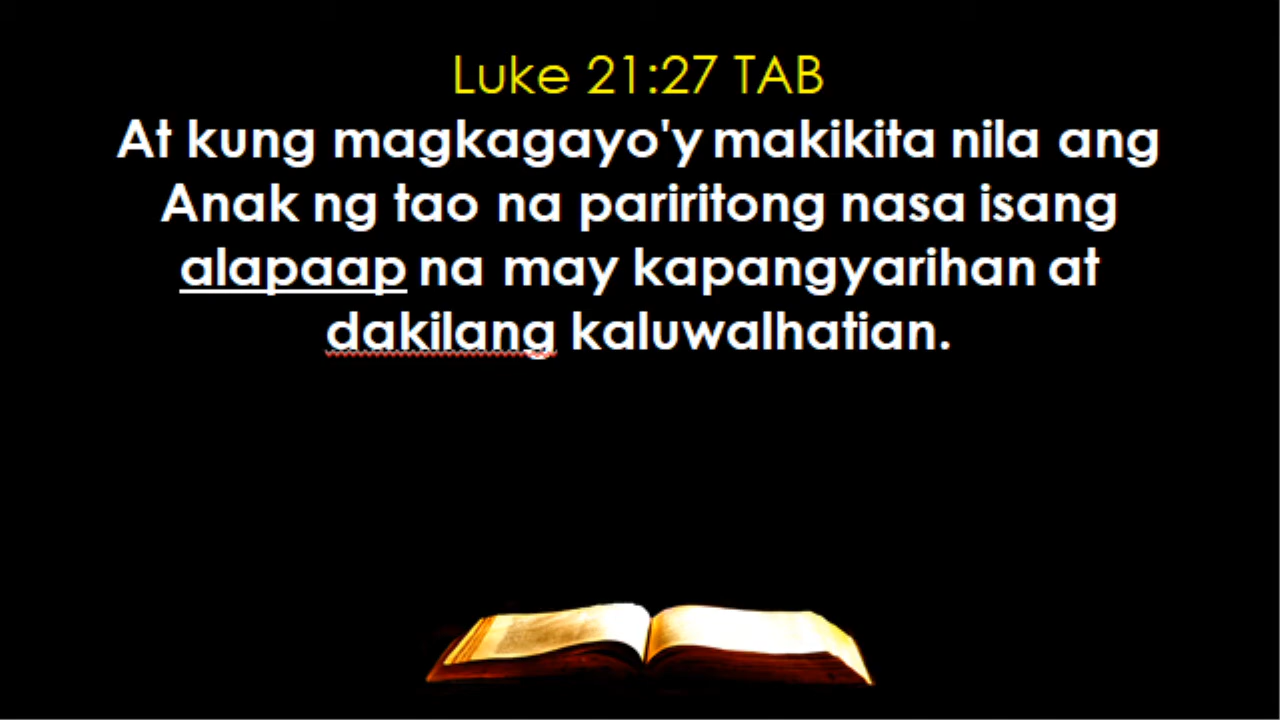 Luke 21:27 TAB
At kung magkagayo'y makikita nila ang
Anak ng tao na pariritong nasa isang
alapaap na may kapangyarihan at
dakilang kaluwalhatian.